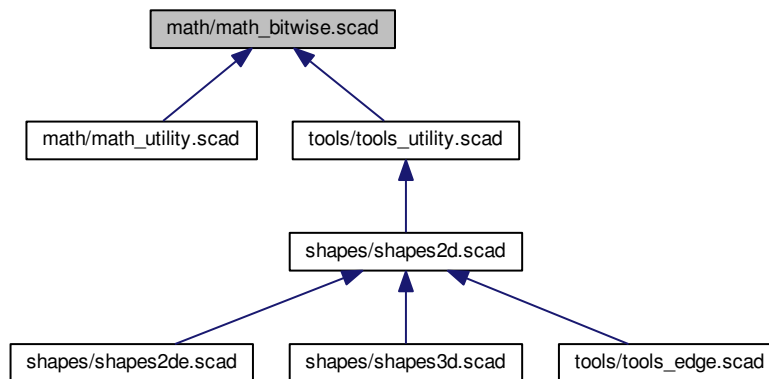 math/math_bitwise.scad
math/math_utility.scad
tools/tools_utility.scad
shapes/shapes2d.scad
shapes/shapes2de.scad
shapes/shapes3d.scad
tools/tools_edge.scad